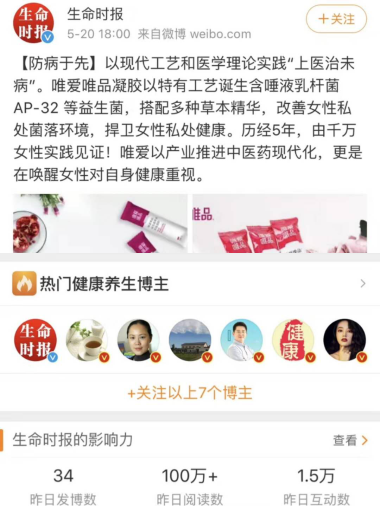 生命时报
生命时报
5-20 18:00 来自微博 weibo.com
+关注
【防病于先】以现代工艺和医学理论实践“上医治未
病”。唯爱唯品凝胶以特有工艺诞生含唾液乳杆菌
AP-32 等益生菌，搭配多种草本精华，改善女性私
处菌落环境，捍卫女性私处健康。历经5年，由千万
女性实践见证！唯爱以产业推进中医药现代化，更是
在唤醒女性对自身健康重视。
唯品
热门健康养生博主
生命时报
健康
+关注以上7个博主
生命时报的影响力
查看
34
100万+
1.5万
昨日发博数
昨日阅读数
昨日互动数